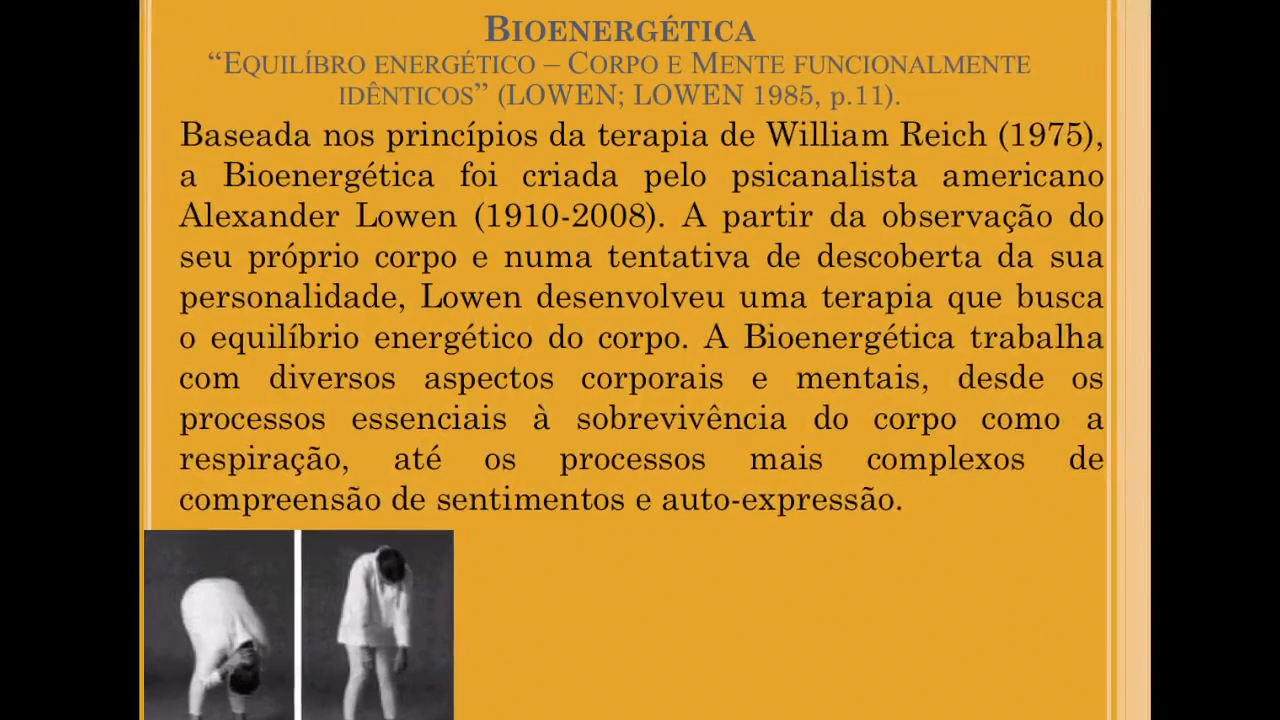 BIOENERGÉTICA
“EQUILÍBRO ENERGÉTICO – CORPO E MENTE FUNCIONALMENTE
IDÊNTICOS” (LOWEN; LOWEN 1985, p.11).
Baseada nos princípios da terapia de William Reich (1975),
a Bioenergética foi criada pelo psicanalista americano
Alexander Lowen (1910-2008). A partir da observação do
seu próprio corpo e numa tentativa de descoberta da sua
personalidade, Lowen desenvolveu uma terapia que busca
o equilíbrio energético do corpo. A Bioenergética trabalha
com diversos aspectos corporais e mentais, desde os
processos essenciais à sobrevivência do corpo como a
respiração, até os processos mais complexos de
compreensão de sentimentos e auto-expressão.